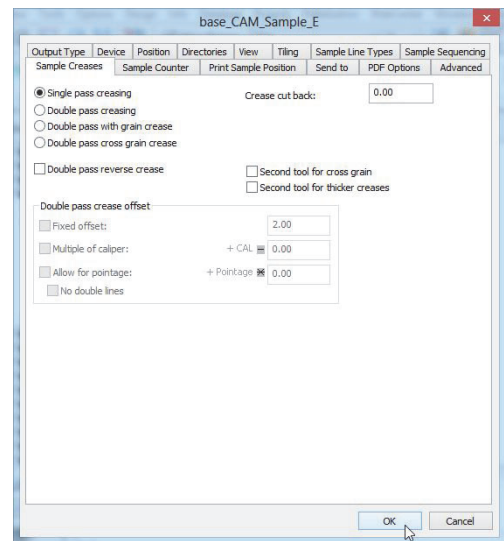 base_CAM_Sample_E
Output Type Device Position Directories View Tiling Sample Line Types Sample Sequencing
Sample Creases Sample Counter Print Sample Position Send to PDF Options Advanced
Single pass creasing
Crease cut back: 0.00
Double pass creasing
Double pass with grain crease
Double pass cross grain crease
Double pass reverse crease
Second tool for cross grain
Second tool for thicker creases
Double pass crease offset
Fixed offset: 2.00
Multiple of caliper: + CAL 0.00
Allow for pointage: + Pointage 0.00
No double lines
OK Cancel